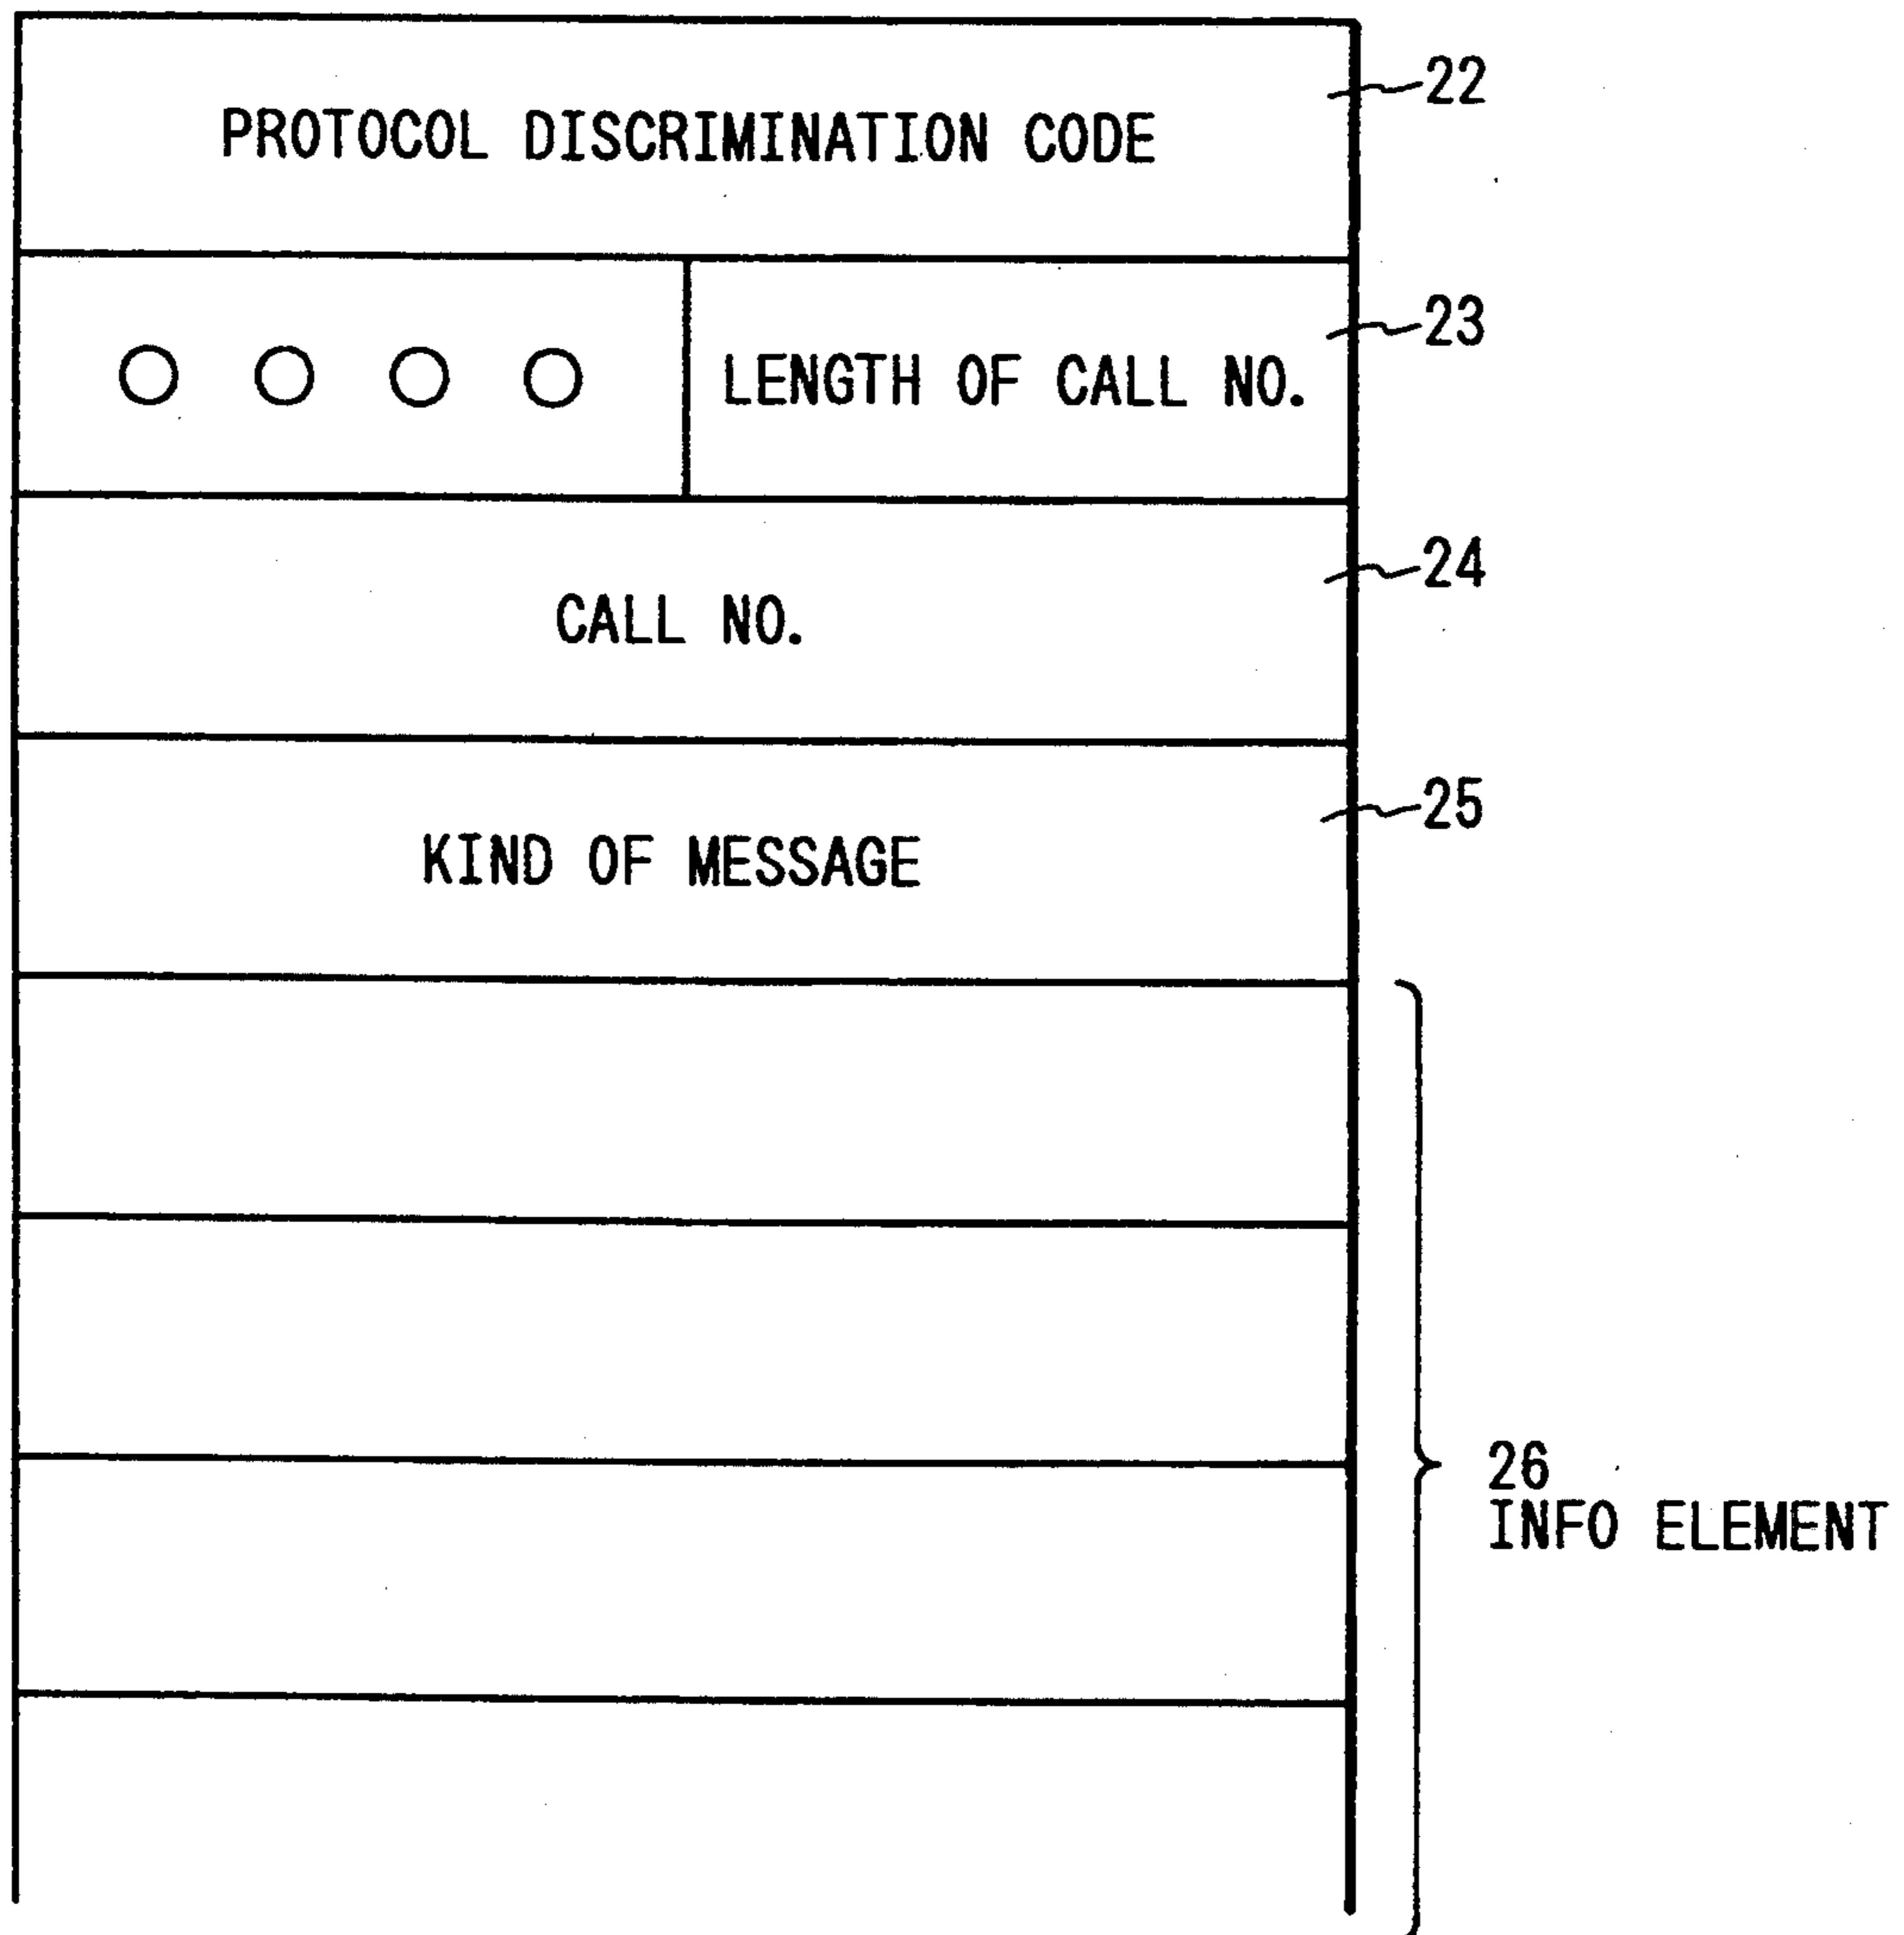 PROTOCOL DISCRIMINATION CODE
22
○ ○ ○ ○
LENGTH OF CALL NO.
23
CALL NO.
24
KIND OF MESSAGE
25
26
INFO ELEMENT